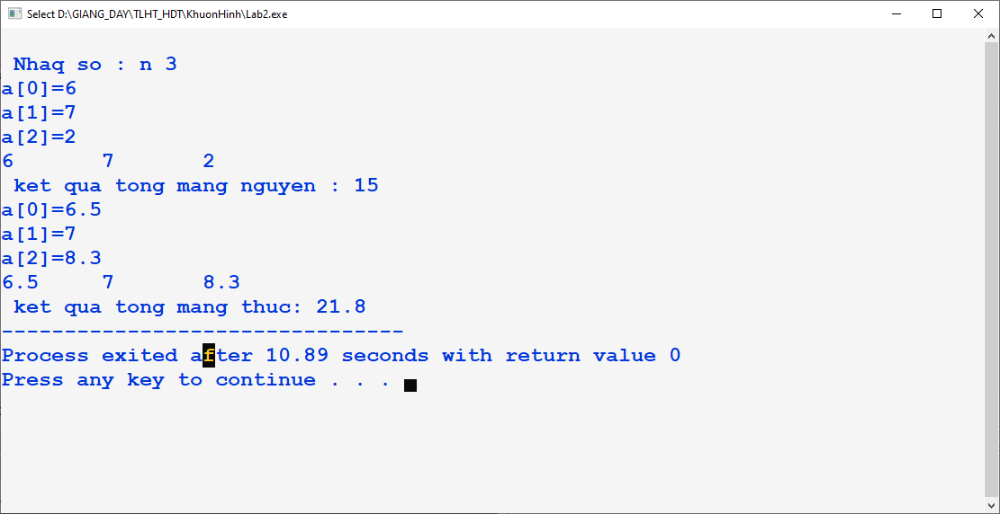 Select D:\GIANG_DAY\TLHT_HDT\KhuonHinh\Lab2.exe
Nhaq so : n 3
a[0]=6
a[1]=7
a[2]=2
6 7 2
ket qua tong mang nguyen : 15
a[0]=6.5
a[1]=7
a[2]=8.3
6.5 7 8.3
ket qua tong mang thuc: 21.8
--------------------------------
Process exited after 10.89 seconds with return value 0
Press any key to continue . . .